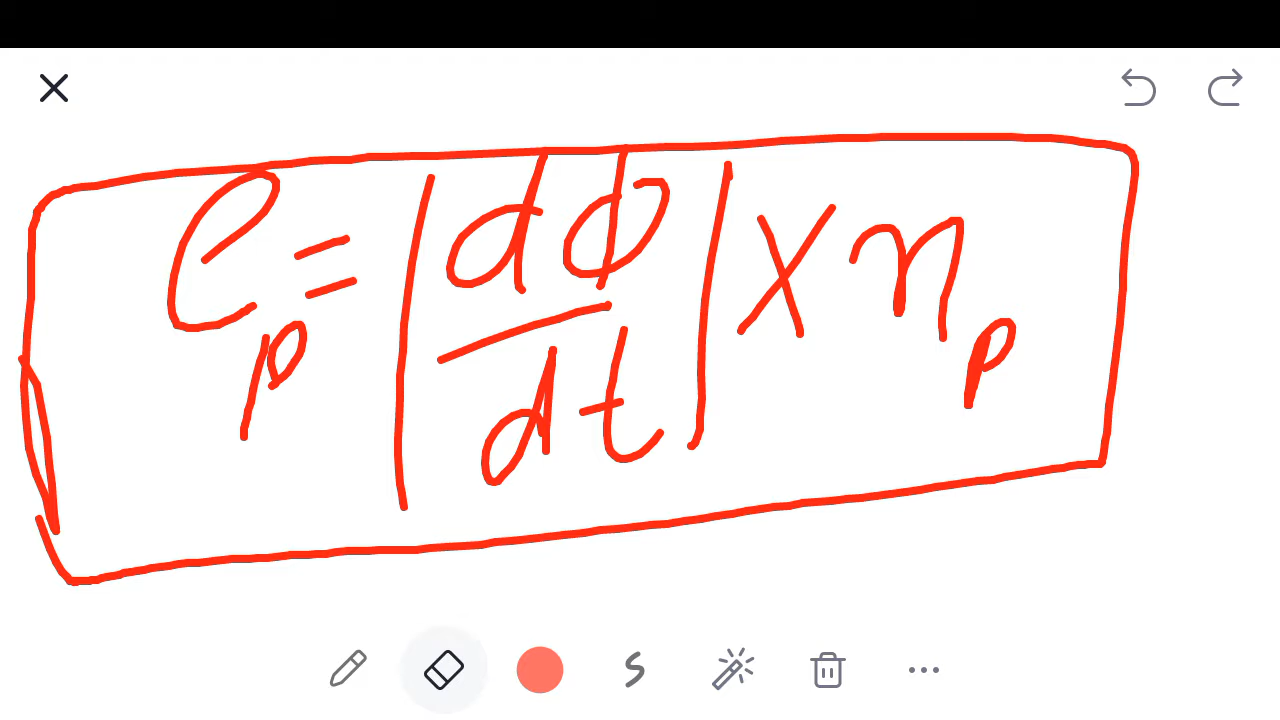 e_p = |dφ/dt| × n_p